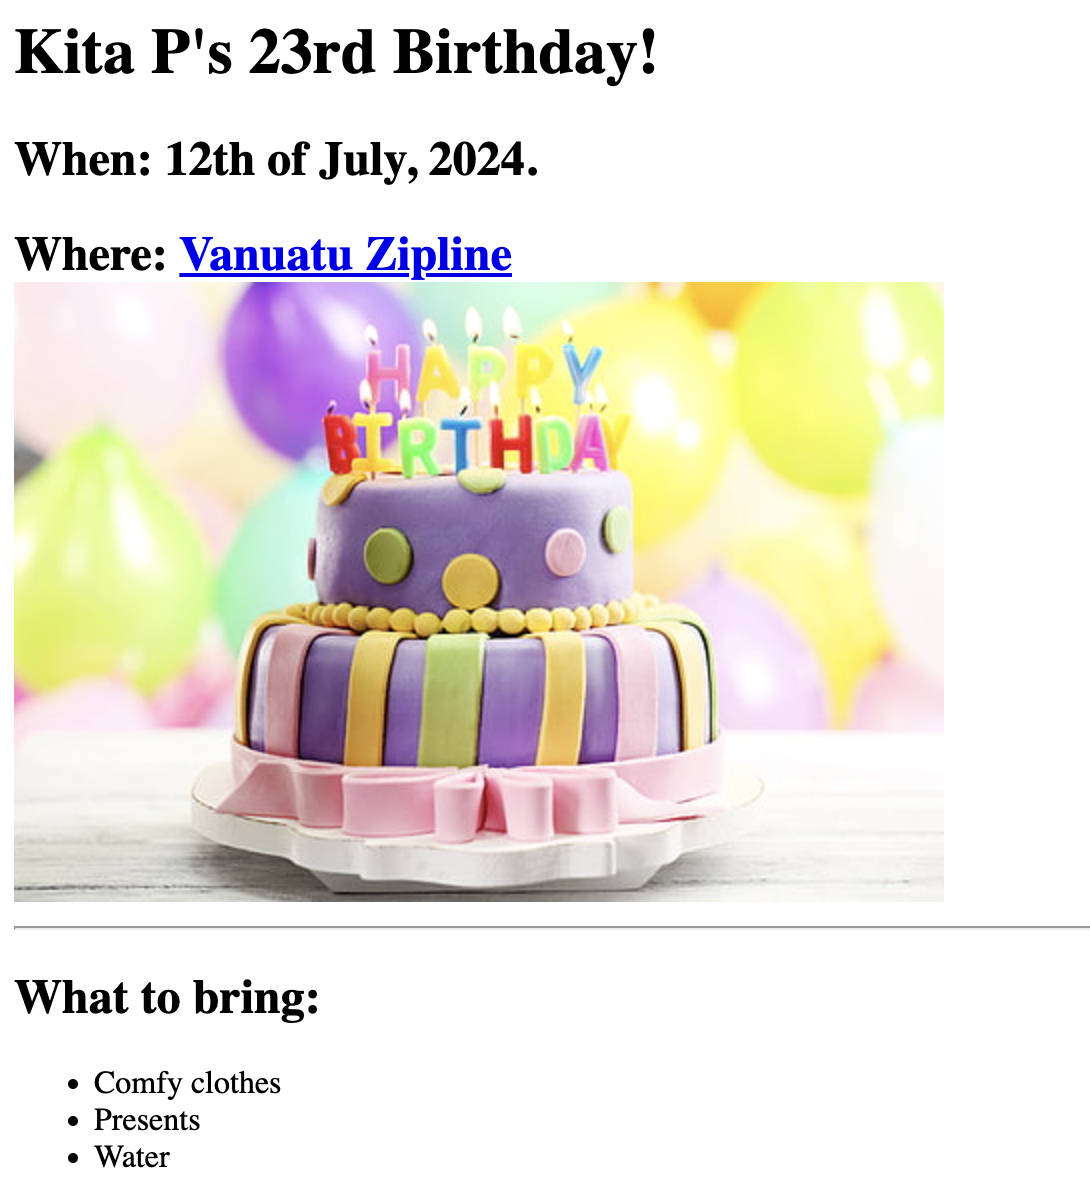 Kita P's 23rd Birthday!
When: 12th of July, 2024.
Where: Vanuatu Zipline
HAPPY
BIRTHDAY
What to bring:
• Comfy clothes
• Presents
• Water